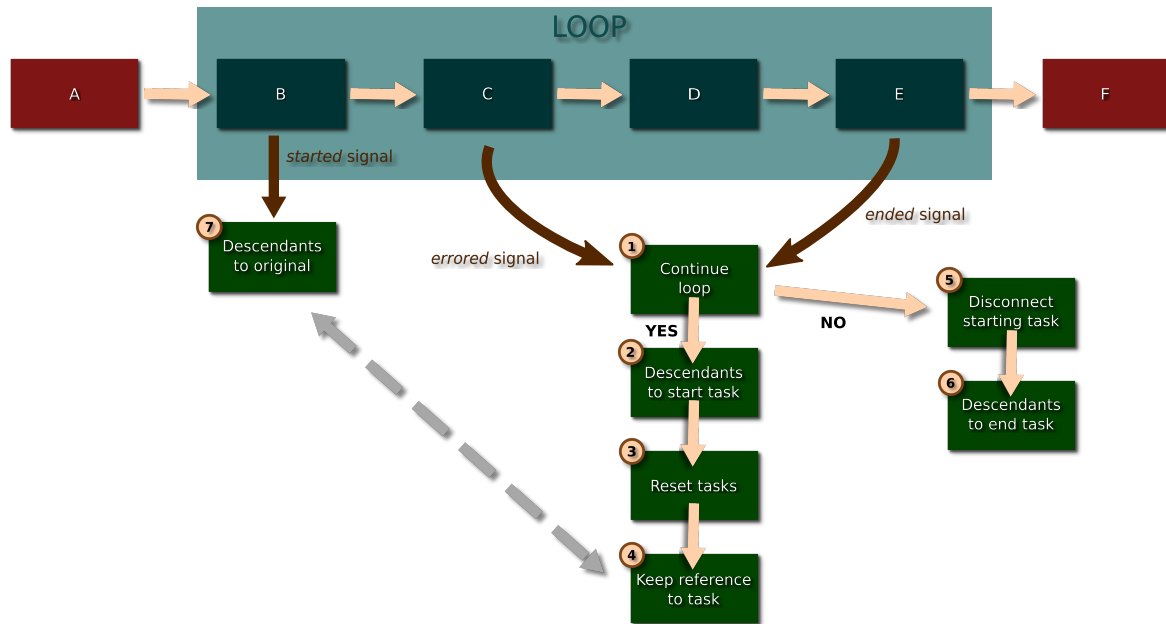 LOOP
A
B
C
D
E
F
started signal
ended signal
7
Descendants
to original
errored signal
1
Continue
loop
5
Disconnect
starting task
YES
NO
2
Descendants
to start task
6
Descendants
to end task
3
Reset tasks
4
Keep reference
to task